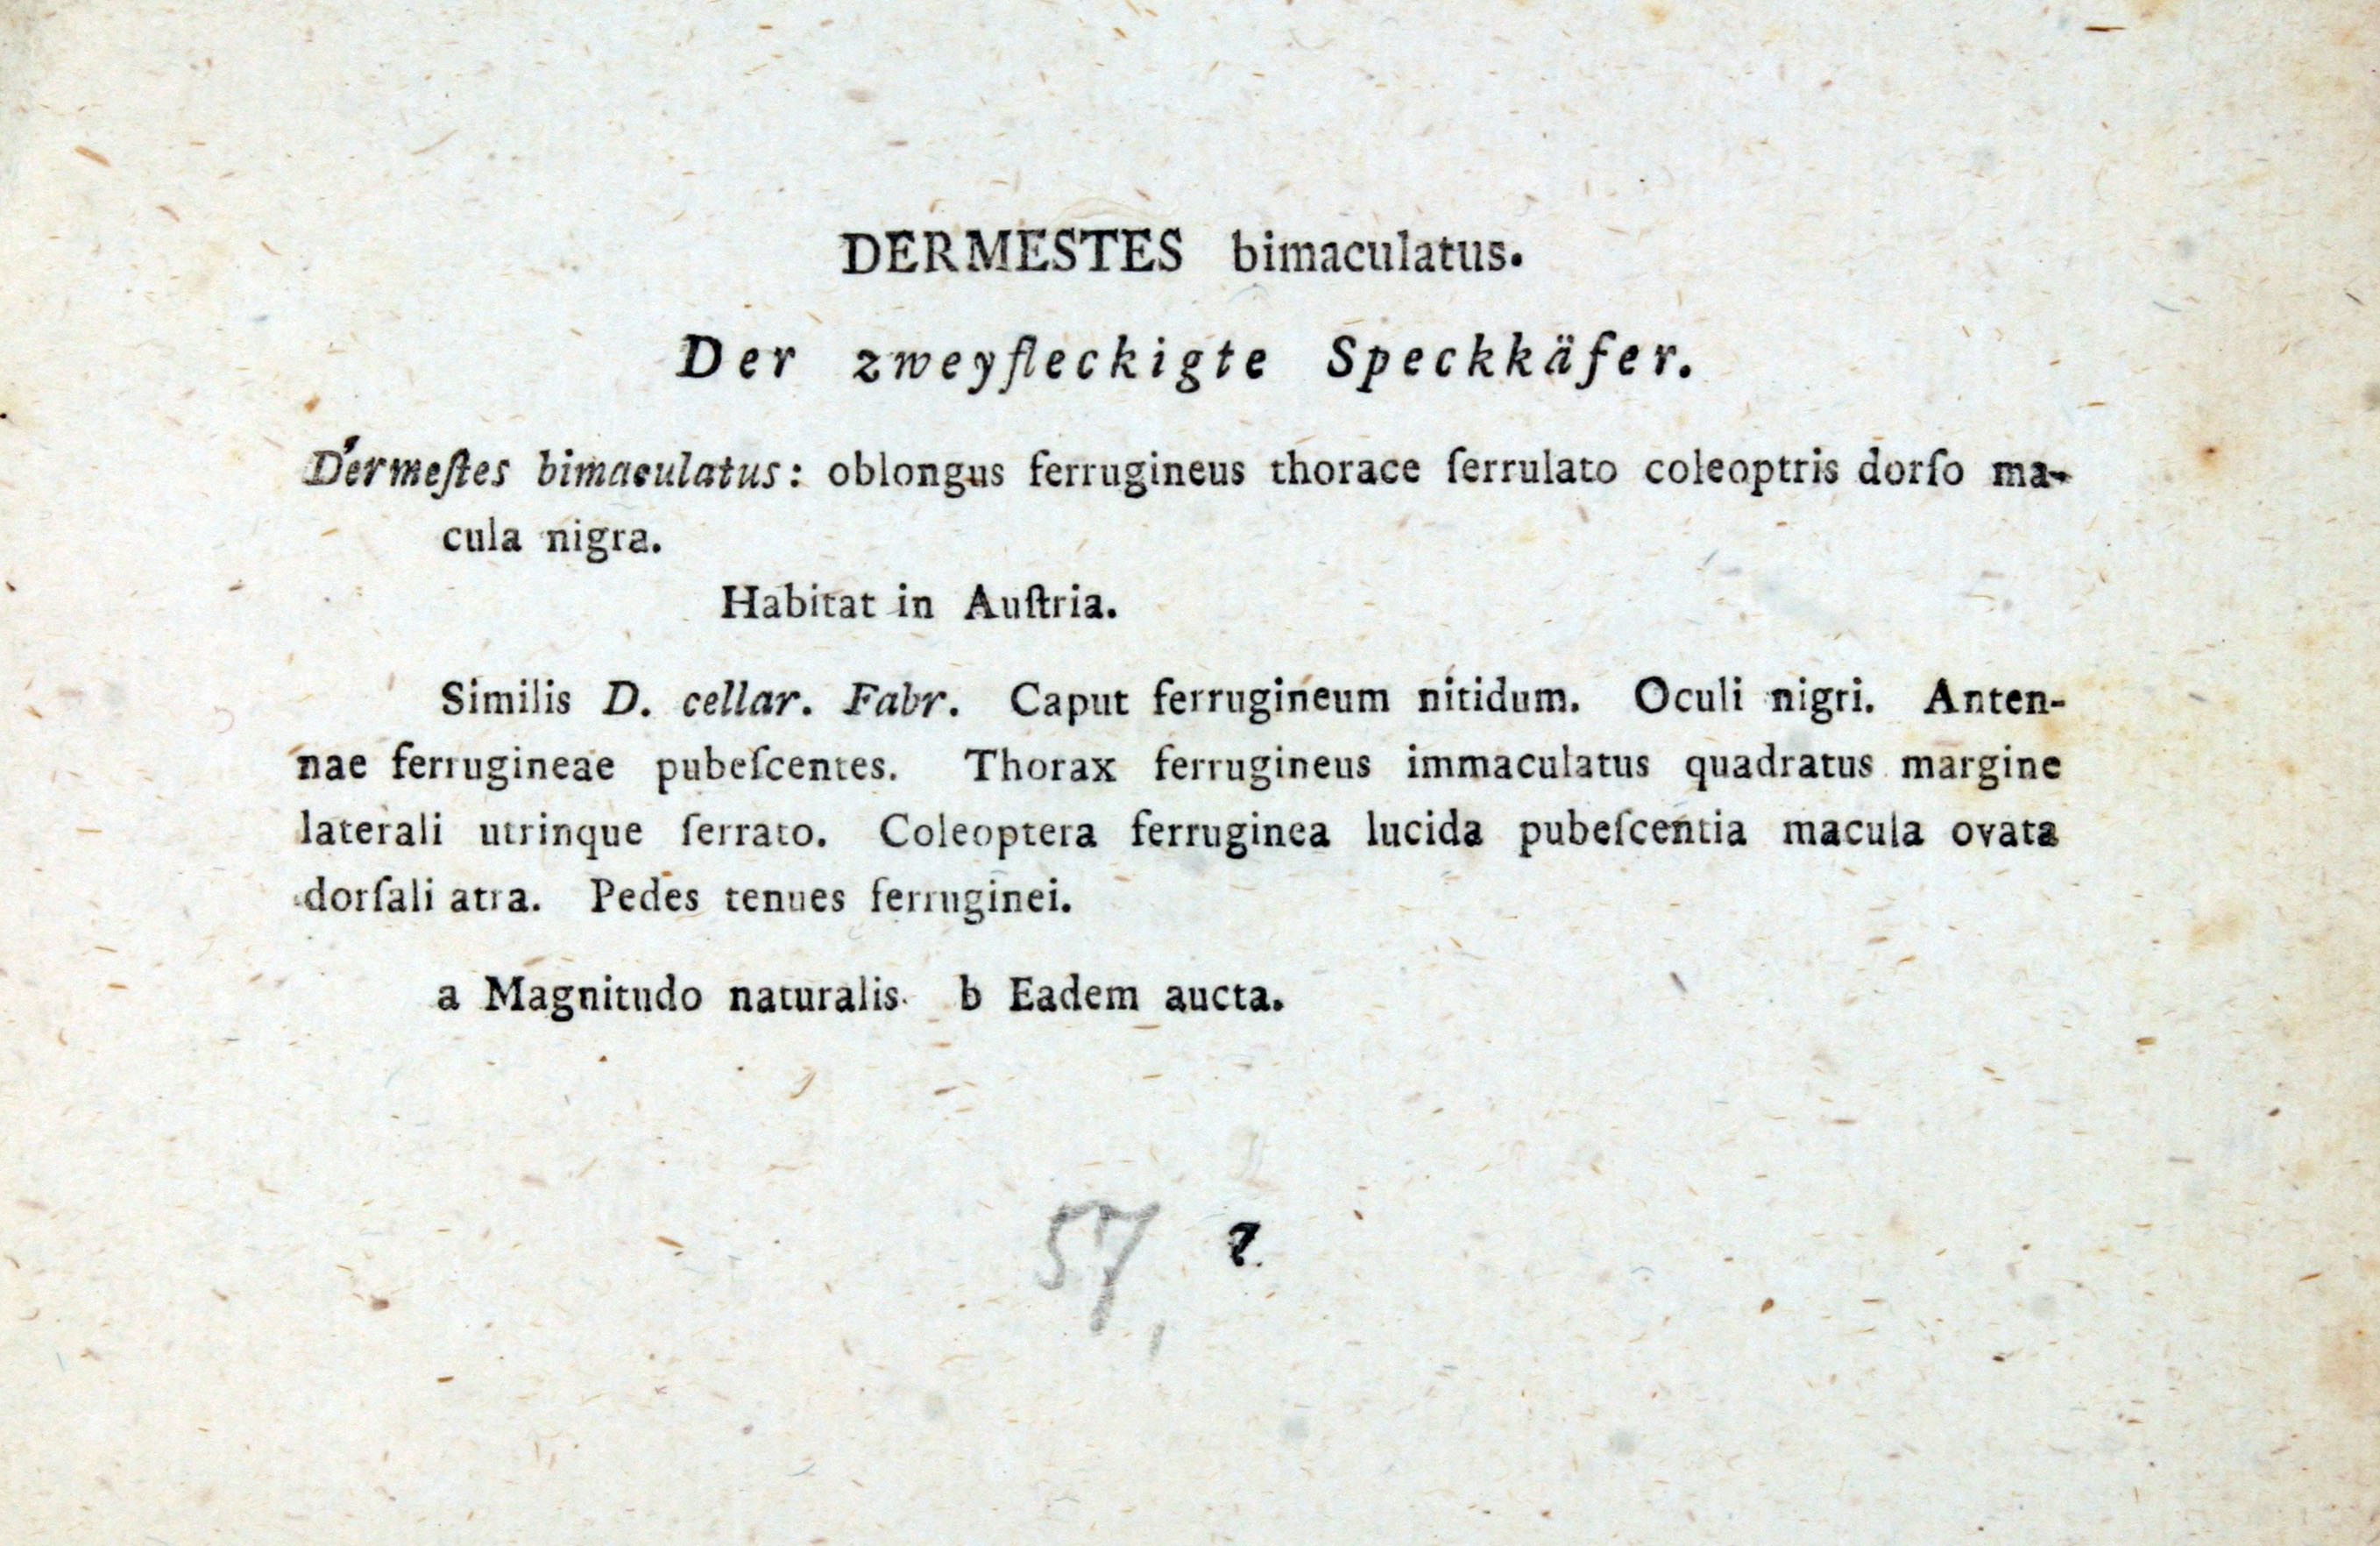 DERMESTES bimaculatus.
Der zweyfleckigte Speckkäfer.
Dermeſtes bimaculatus: oblongus ferrugineus thorace ſerrulato coleoptris dorſo ma-
cula nigra.
Habitat in Auſtria.
Similis D. cellar. Fabr. Caput ferrugineum nitidum. Oculi nigri. Anten-
nae ferrugineae pubeſcentes. Thorax ferrugineus immaculatus quadratus margine
laterali utrinque ſerrato. Coleoptera ferruginea lucida pubeſcentia macula ovata
dorſali atra. Pedes tenues ferruginei.
a Magnitudo naturalis. b Eadem aucta.
57,